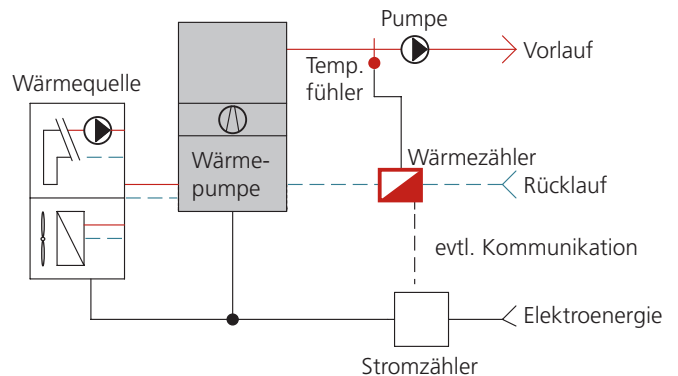 Pumpe
Vorlauf
Temp.
fühler
Wärmequelle
Wärme-
pumpe
Wärmezähler
Rücklauf
evtl. Kommunikation
Elektroenergie
Stromzähler